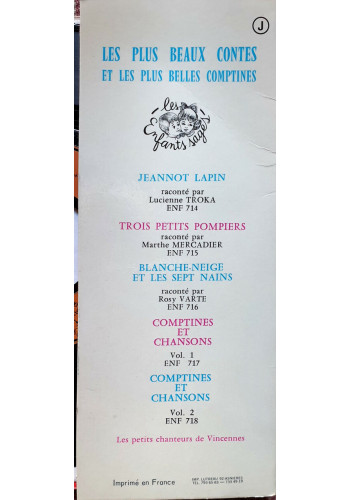 J
LES PLUS BEAUX CONTES
ET LES PLUS BELLES COMPTINES
les
Enfants sages
JEANNOT LAPIN
raconté par
Lucienne TROKA
ENF 714
TROIS PETITS POMPIERS
raconté par
Marthe MERCADIER
ENF 715
BLANCHE-NEIGE
ET LES SEPT NAINS
raconté par
Rosy VARTE
ENF 716
COMPTINES
ET
CHANSONS
Vol. 1
ENF 717
COMPTINES
ET
CHANSONS
Vol. 2
ENF 718
Les petits chanteurs de Vincennes
Imprimé en France